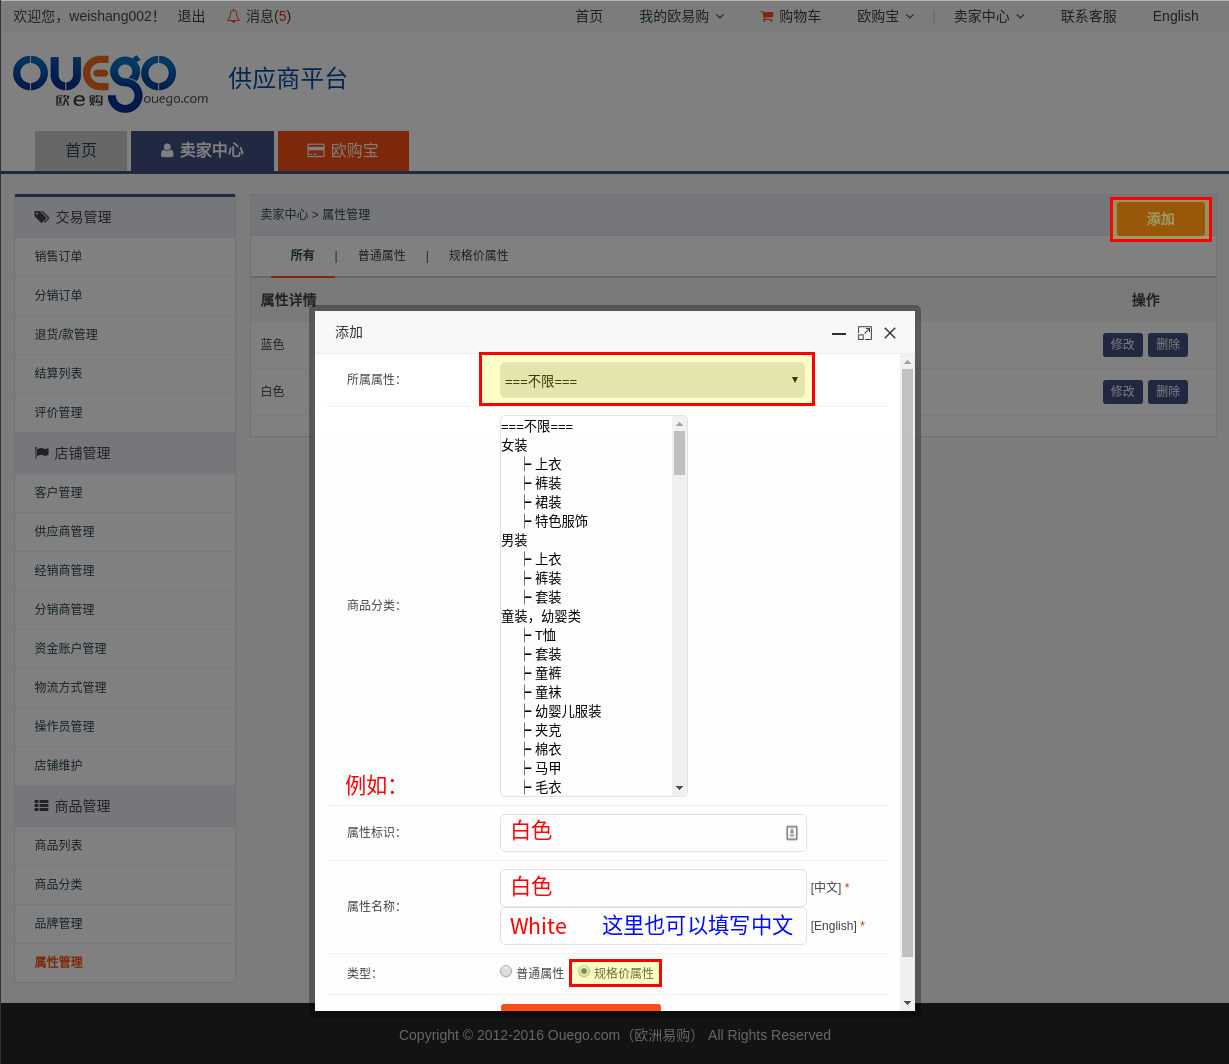 欢迎您，weishang002！ 退出 消息(5) 首页 我的欧易购 购物车 欧购宝 | 卖家中心 联系客服 English
OUEGO 欧e购 ouego.com 供应商平台
首页 卖家中心 欧购宝
交易管理
销售订单
分销订单
退货/款管理
结算列表
评价管理
店铺管理
客户管理
供应商管理
经销商管理
分销商管理
资金账户管理
物流方式管理
操作员管理
店铺维护
商品管理
商品列表
商品分类
品牌管理
属性管理
卖家中心 > 属性管理 添加
所有 | 普通属性 | 规格价属性
属性详情 操作
蓝色 修改 删除
白色 修改 删除
添加
所属属性： ===不限===
商品分类：
===不限===
女装
├ 上衣
├ 裤装
├ 裙装
├ 特色服饰
男装
├ 上衣
├ 裤装
├ 套装
童装，幼婴类
├ T恤
├ 套装
├ 童裤
├ 童袜
├ 幼婴儿服装
├ 夹克
├ 棉衣
├ 马甲
├ 毛衣
例如：
属性标识： 白色
属性名称：
白色 [中文] *
White 这里也可以填写中文 [English] *
类型： 普通属性 规格价属性
Copyright © 2012-2016 Ouego.com（欧洲易购） All Rights Reserved